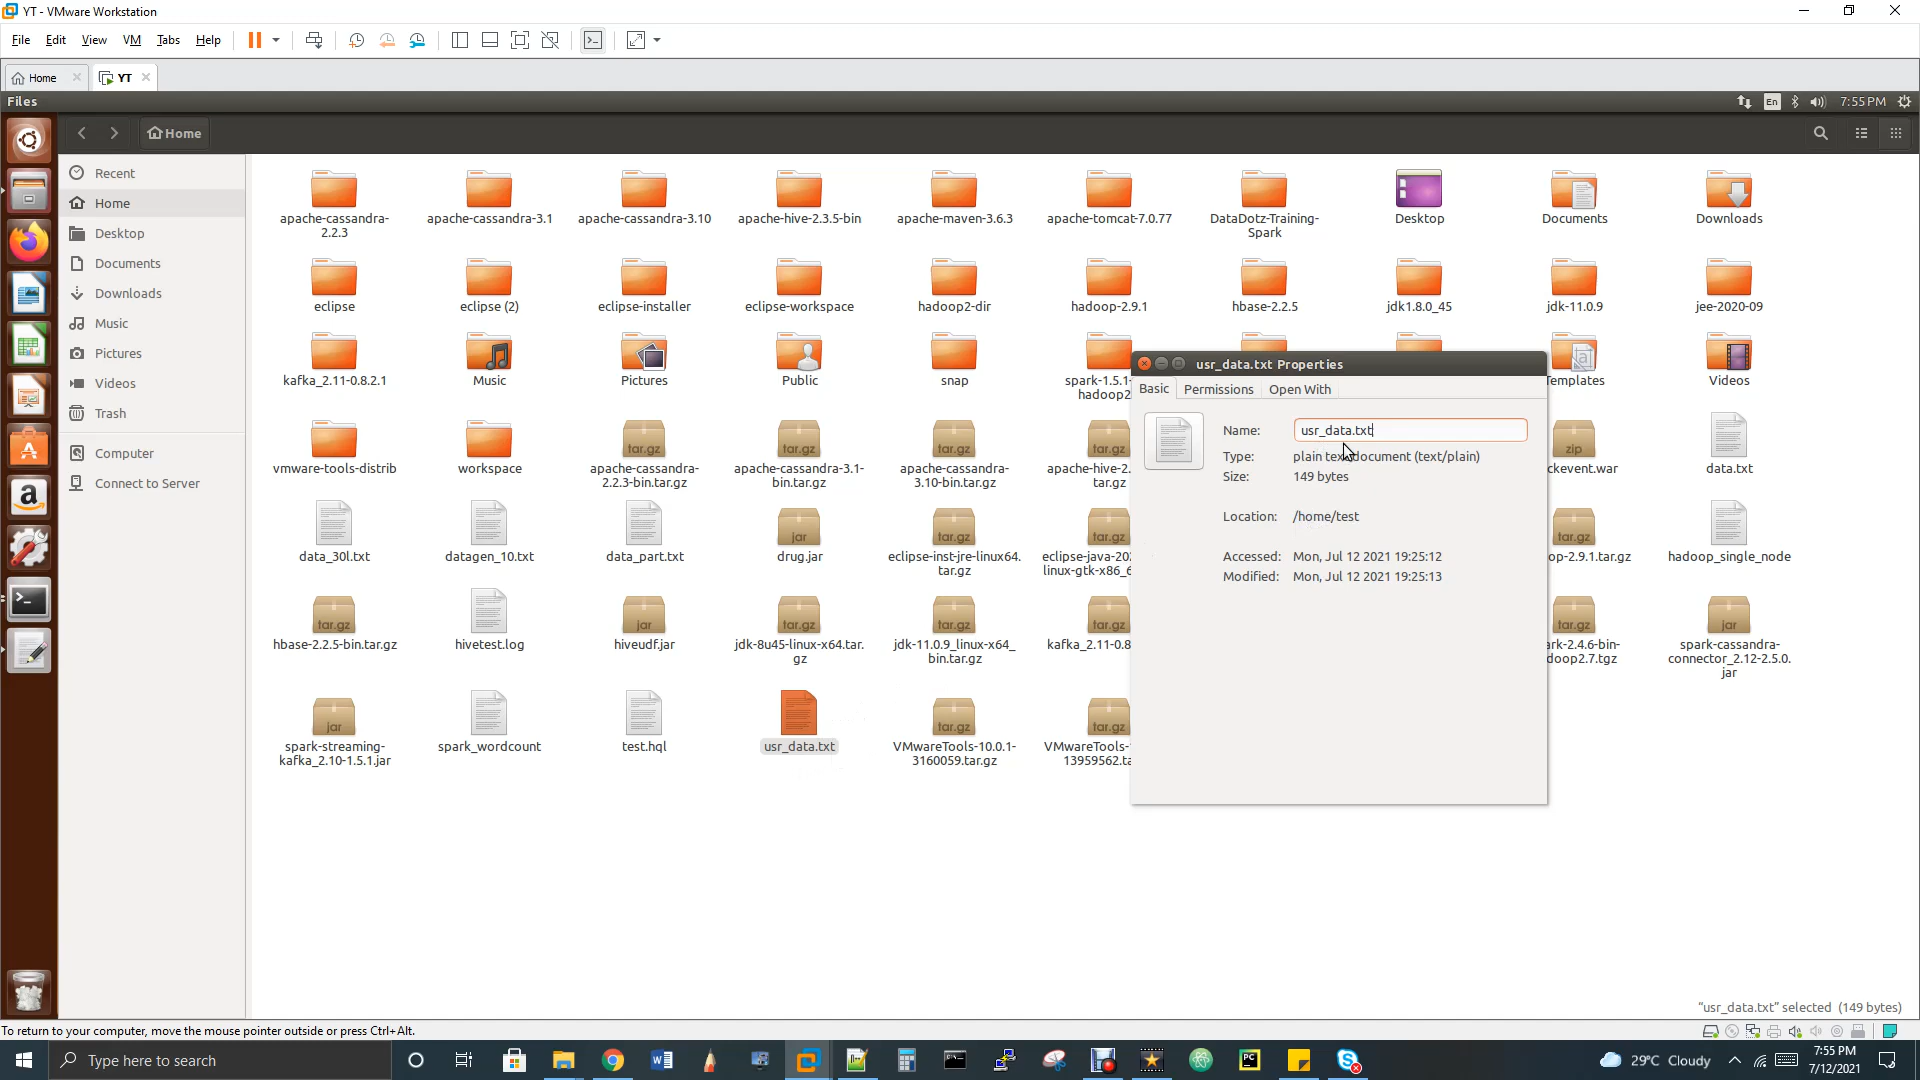 YT - VMware Workstation
File Edit View VM Tabs Help
Home YT
Files
En 7:55 PM
Home
Recent
Home
Desktop
Documents
Downloads
Music
Pictures
Videos
Trash
Computer
Connect to Server
apache-cassandra-2.2.3 apache-cassandra-3.1 apache-cassandra-3.10 apache-hive-2.3.5-bin apache-maven-3.6.3 apache-tomcat-7.0.77 DataDotz-Training-Spark Desktop Documents Downloads
eclipse eclipse (2) eclipse-installer eclipse-workspace hadoop2-dir hadoop-2.9.1 hbase-2.2.5 jdk1.8.0_45 jdk-11.0.9 jee-2020-09
kafka_2.11-0.8.2.1 Music Pictures Public snap spark-1.5.1- hadoop2 Templates Videos
vmware-tools-distrib workspace apache-cassandra-2.2.3-bin.tar.gz apache-cassandra-3.1-bin.tar.gz apache-cassandra-3.10-bin.tar.gz apache-hive-2. tar.gz ckevent.war data.txt
data_30l.txt datagen_10.txt data_part.txt drug.jar eclipse-inst-jre-linux64.tar.gz eclipse-java-20 linux-gtk-x86_6 op-2.9.1.tar.gz hadoop_single_node
hbase-2.2.5-bin.tar.gz hivetest.log hiveudf.jar jdk-8u45-linux-x64.tar.gz jdk-11.0.9_linux-x64_bin.tar.gz kafka_2.11-0.8 ark-2.4.6-bin- doop2.7.tgz spark-cassandra-connector_2.12-2.5.0.jar
spark-streaming-kafka_2.10-1.5.1.jar spark_wordcount test.hql usr_data.txt VMwareTools-10.0.1-3160059.tar.gz VMwareTools- 13959562.ta
usr_data.txt Properties
Basic Permissions Open With
Name: usr_data.txt
Type: plain text document (text/plain)
Size: 149 bytes
Location: /home/test
Accessed: Mon, Jul 12 2021 19:25:12
Modified: Mon, Jul 12 2021 19:25:13
"usr_data.txt" selected (149 bytes)
To return to your computer, move the mouse pointer outside or press Ctrl+Alt.
Type here to search
29°C Cloudy
7:55 PM
7/12/2021